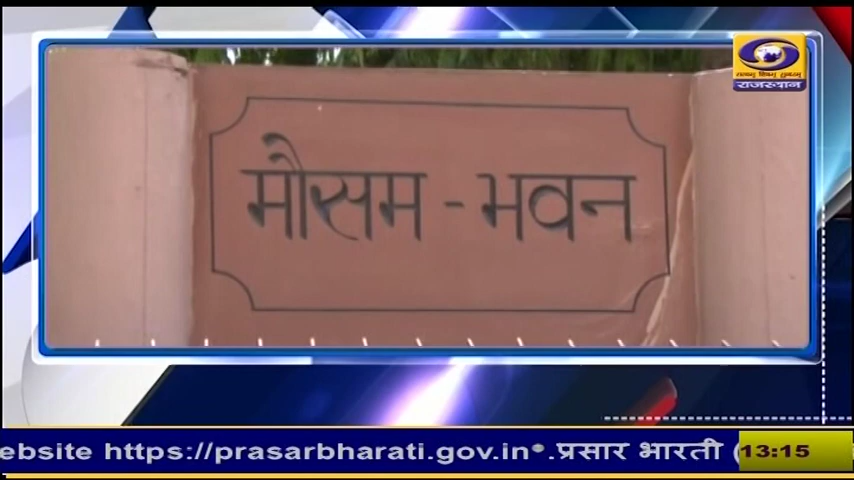 राजस्थान
मौसम - भवन
ebsite https://prasarbharati.gov.in .प्रसार भारती (
13:15